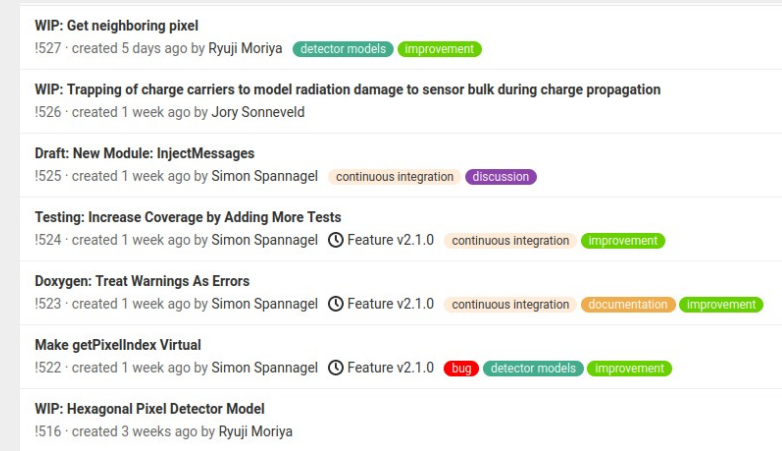 WIP: Get neighboring pixel
!527 · created 5 days ago by Ryuji Moriya detector models improvement
WIP: Trapping of charge carriers to model radiation damage to sensor bulk during charge propagation
!526 · created 1 week ago by Jory Sonneveld
Draft: New Module: InjectMessages
!525 · created 1 week ago by Simon Spannagel continuous integration discussion
Testing: Increase Coverage by Adding More Tests
!524 · created 1 week ago by Simon Spannagel Feature v2.1.0 continuous integration improvement
Doxygen: Treat Warnings As Errors
!523 · created 1 week ago by Simon Spannagel Feature v2.1.0 continuous integration documentation improvement
Make getPixelIndex Virtual
!522 · created 1 week ago by Simon Spannagel Feature v2.1.0 bug detector models improvement
WIP: Hexagonal Pixel Detector Model
!516 · created 3 weeks ago by Ryuji Moriya